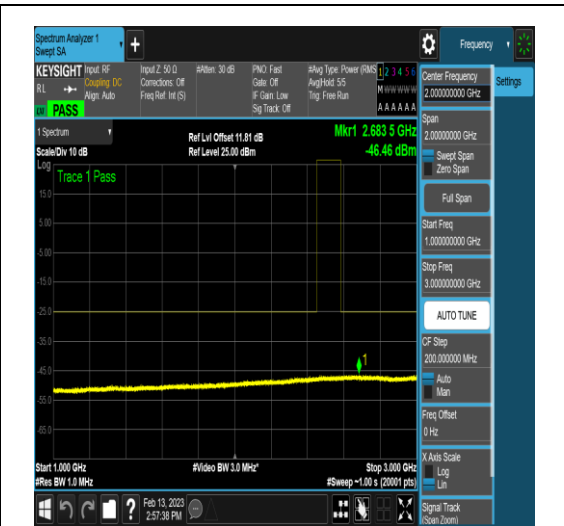 Spectrum Analyzer 1
Swept SA
Frequency
KEYSIGHT
RL
PASS
Input: RF
Coupling: DC
Align: Auto
Input Z: 50 Ω
Corrections: Off
Freq Ref: Int (S)
#Atten: 30 dB
PNO: Fast
Gate: Off
IF Gain: Low
Sig Track: Off
#Avg Type: Power (RMS
Avg|Hold: 5/5
Trig: Free Run
1 2 3 4 5 6
M W W W W W
A A A A A A
Center Frequency
2.000000000 GHz
Settings
Span
2.00000000 GHz
Swept Span
Zero Span
Full Span
Start Freq
1.000000000 GHz
Stop Freq
3.000000000 GHz
AUTO TUNE
CF Step
200.000000 MHz
Auto
Man
Freq Offset
0 Hz
X Axis Scale
Log
Lin
Signal Track
(Span Zoom)
1 Spectrum
Scale/Div 10 dB
Ref Lvl Offset 11.81 dB
Ref Level 25.00 dBm
Mkr1 2.683 5 GHz
-46.46 dBm
Log
Trace 1 Pass
15.0
5.00
-5.00
-15.0
-25.0
-35.0
-45.0
-55.0
-65.0
1
Start 1.000 GHz
#Res BW 1.0 MHz
#Video BW 3.0 MHz*
Stop 3.000 GHz
#Sweep ~1.00 s (20001 pts)
?
Feb 13, 2023
2:57:38 PM